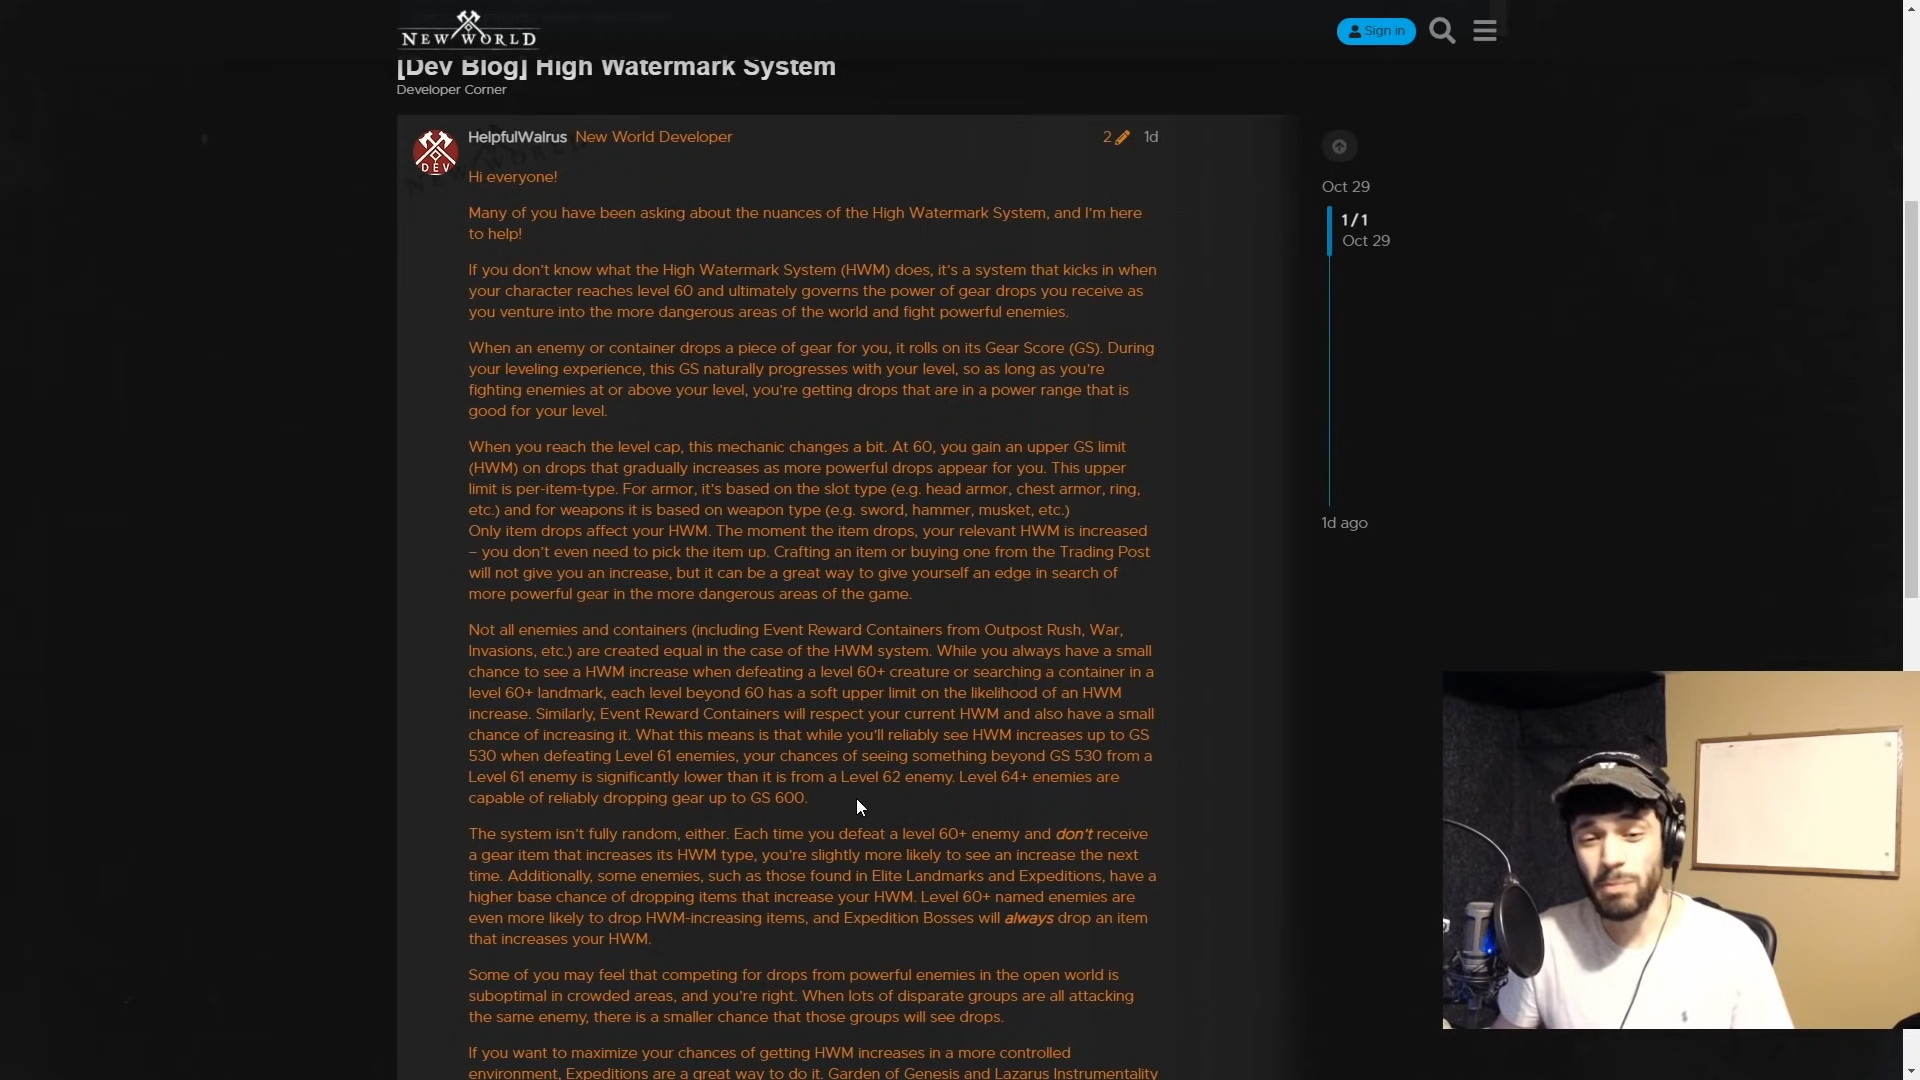 NEW WORLD
Sign in
[Dev Blog] High Watermark System
Developer Corner
HelpfulWalrus New World Developer
2
1d
DEV
Hi everyone!
Many of you have been asking about the nuances of the High Watermark System, and I'm here
to help!
If you don't know what the High Watermark System (HWM) does, it's a system that kicks in when
your character reaches level 60 and ultimately governs the power of gear drops you receive as
you venture into the more dangerous areas of the world and fight powerful enemies.
When an enemy or container drops a piece of gear for you, it rolls on its Gear Score (GS). During
your leveling experience, this GS naturally progresses with your level, so as long as you're
fighting enemies at or above your level, you're getting drops that are in a power range that is
good for your level.
When you reach the level cap, this mechanic changes a bit. At 60, you gain an upper GS limit
(HWM) on drops that gradually increases as more powerful drops appear for you. This upper
limit is per-item-type. For armor, it's based on the slot type (e.g. head armor, chest armor, ring,
etc.) and for weapons it is based on weapon type (e.g. sword, hammer, musket, etc.)
Only item drops affect your HWM. The moment the item drops, your relevant HWM is increased
– you don't even need to pick the item up. Crafting an item or buying one from the Trading Post
will not give you an increase, but it can be a great way to give yourself an edge in search of
more powerful gear in the more dangerous areas of the game.
Not all enemies and containers (including Event Reward Containers from Outpost Rush, War,
Invasions, etc.) are created equal in the case of the HWM system. While you always have a small
chance to see a HWM increase when defeating a level 60+ creature or searching a container in a
level 60+ landmark, each level beyond 60 has a soft upper limit on the likelihood of an HWM
increase. Similarly, Event Reward Containers will respect your current HWM and also have a small
chance of increasing it. What this means is that while you'll reliably see HWM increases up to GS
530 when defeating Level 61 enemies, your chances of seeing something beyond GS 530 from a
Level 61 enemy is significantly lower than it is from a Level 62 enemy. Level 64+ enemies are
capable of reliably dropping gear up to GS 600.
The system isn't fully random, either. Each time you defeat a level 60+ enemy and don't receive
a gear item that increases its HWM type, you're slightly more likely to see an increase the next
time. Additionally, some enemies, such as those found in Elite Landmarks and Expeditions, have a
higher base chance of dropping items that increase your HWM. Level 60+ named enemies are
even more likely to drop HWM-increasing items, and Expedition Bosses will always drop an item
that increases your HWM.
Some of you may feel that competing for drops from powerful enemies in the open world is
suboptimal in crowded areas, and you're right. When lots of disparate groups are all attacking
the same enemy, there is a smaller chance that those groups will see drops.
If you want to maximize your chances of getting HWM increases in a more controlled
environment, Expeditions are a great way to do it. Garden of Genesis and Lazarus Instrumentality
Oct 29
1 / 1
Oct 29
1d ago